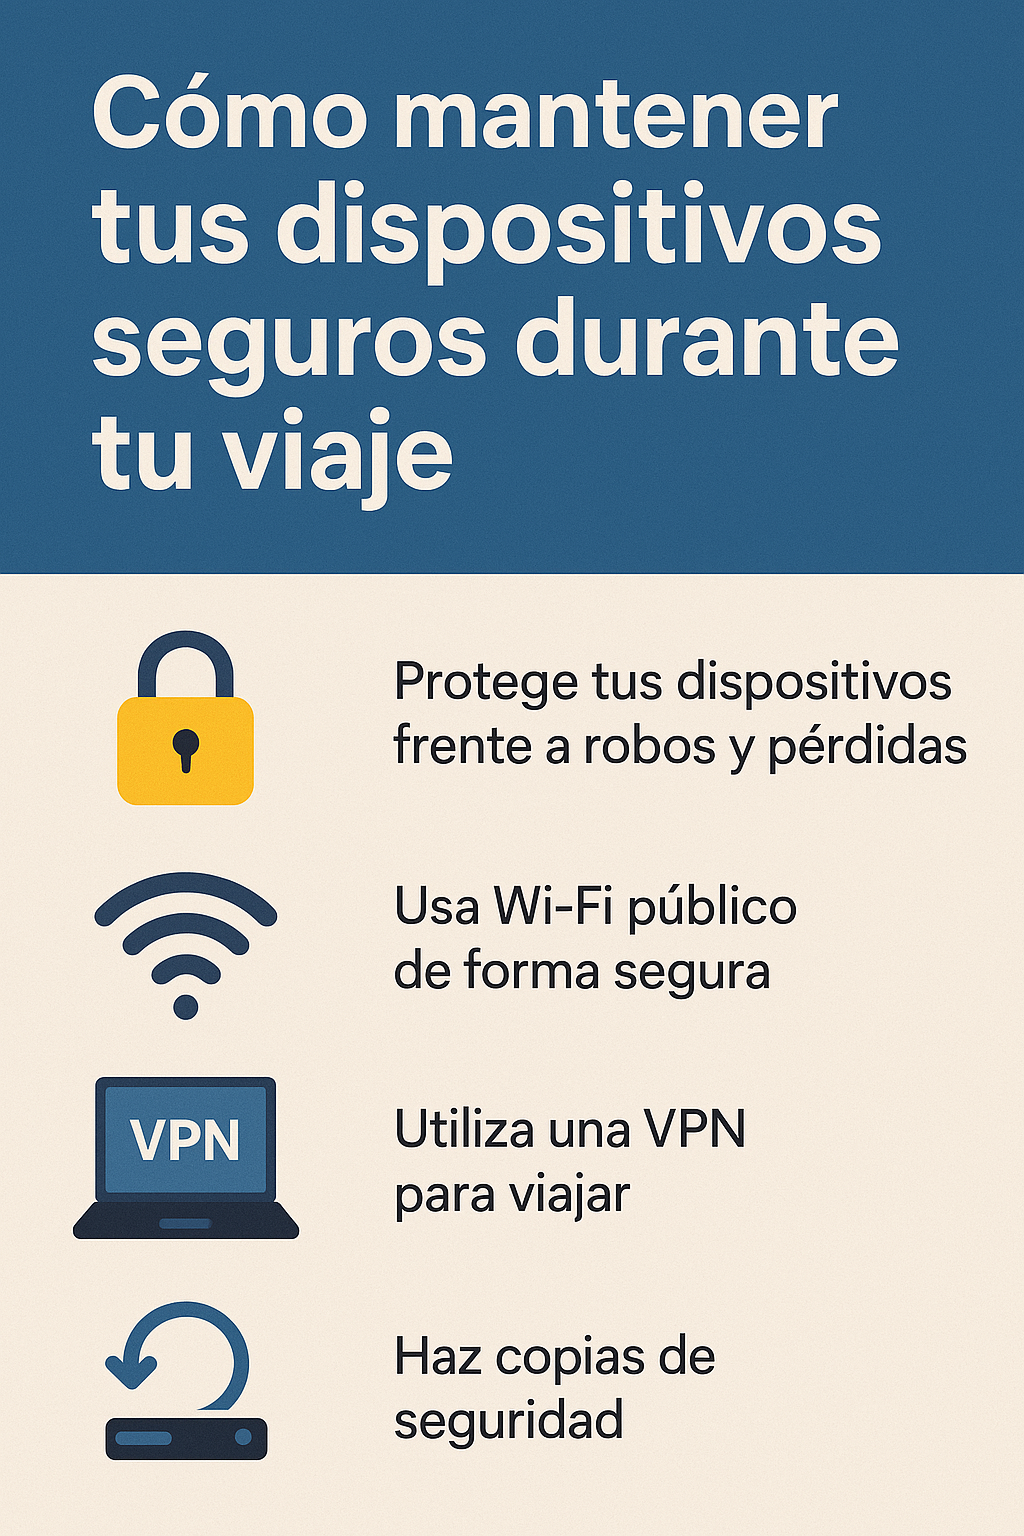 Cómo mantener
tus dispositivos
seguros durante
tu viaje
Protege tus dispositivos
frente a robos y pérdidas
Usa Wi-Fi público
de forma segura
VPN
Utiliza una VPN
para viajar
Haz copias de
seguridad